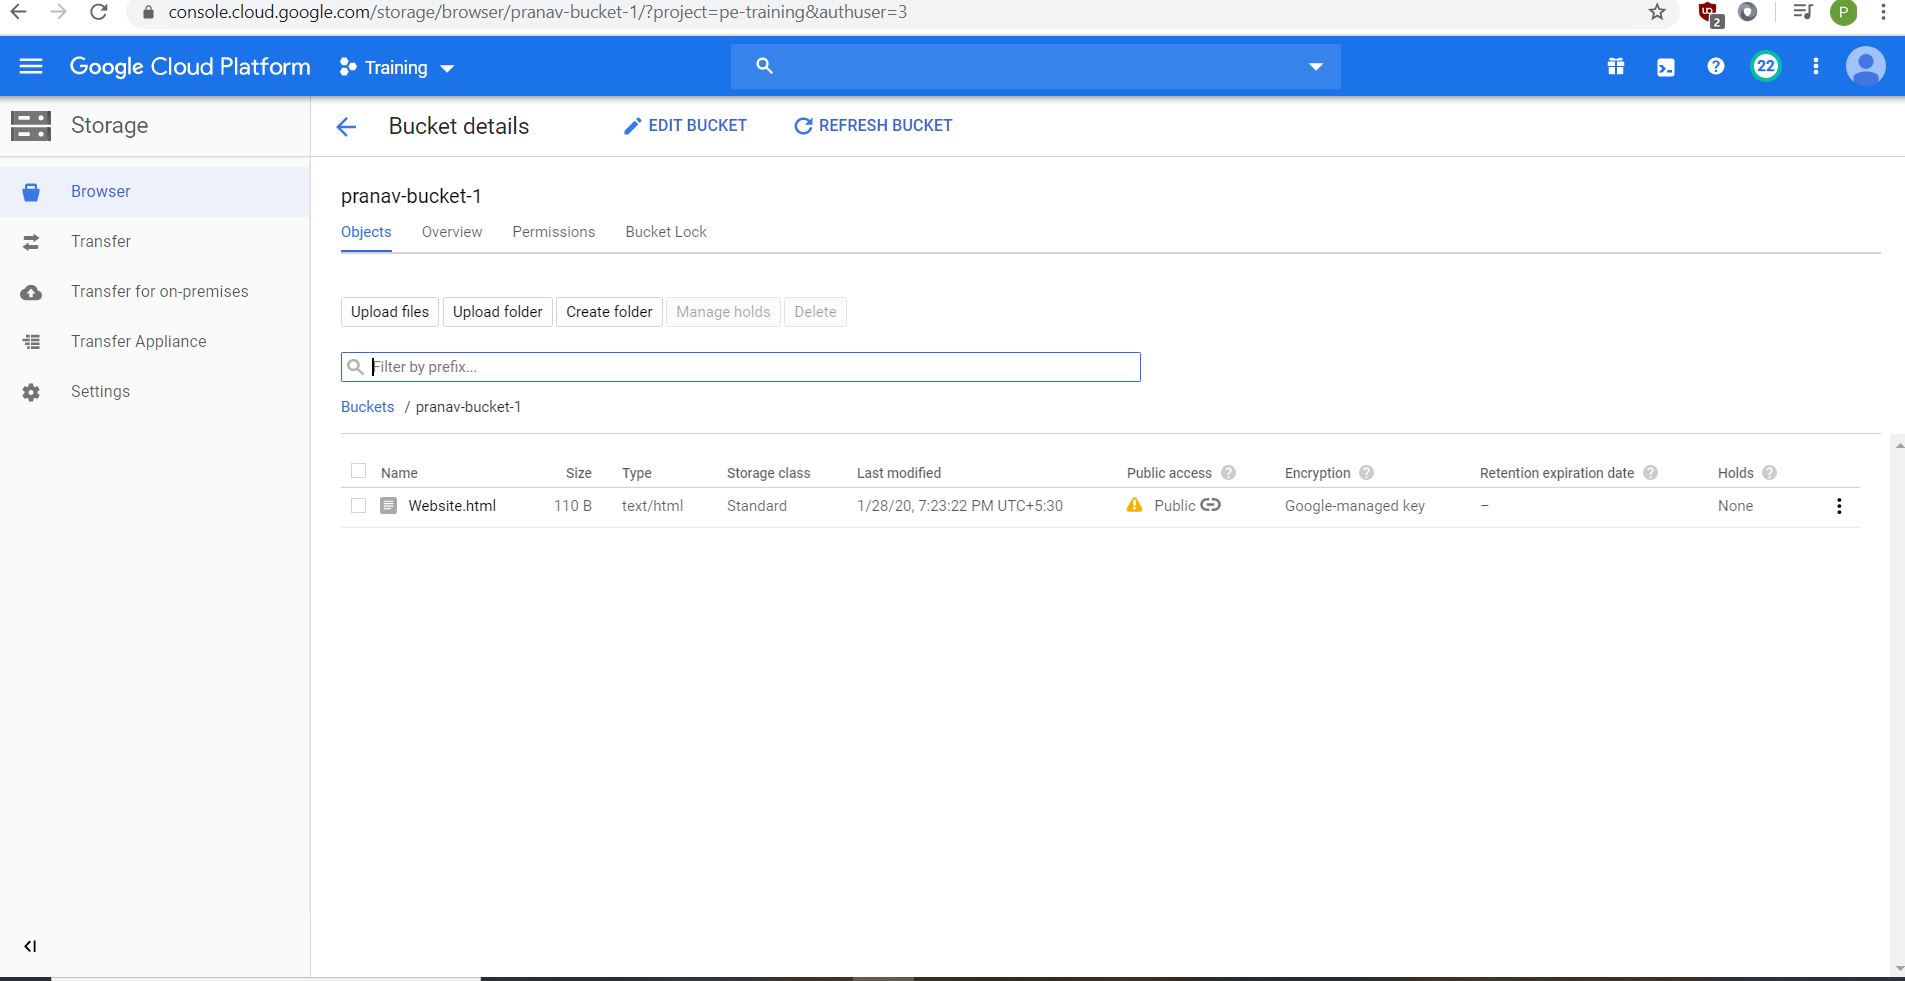 console.cloud.google.com/storage/browser/pranav-bucket-1/?project=pe-training&authuser=3
2
P
Google Cloud Platform
Training
22
Storage
Bucket details
EDIT BUCKET
REFRESH BUCKET
Browser
Transfer
Transfer for on-premises
Transfer Appliance
Settings
pranav-bucket-1
Objects Overview Permissions Bucket Lock
Upload files Upload folder Create folder Manage holds Delete
Filter by prefix...
Buckets / pranav-bucket-1
Name Size Type Storage class Last modified Public access Encryption Retention expiration date Holds
Website.html 110 B text/html Standard 1/28/20, 7:23:22 PM UTC+5:30 Public Google-managed key – None